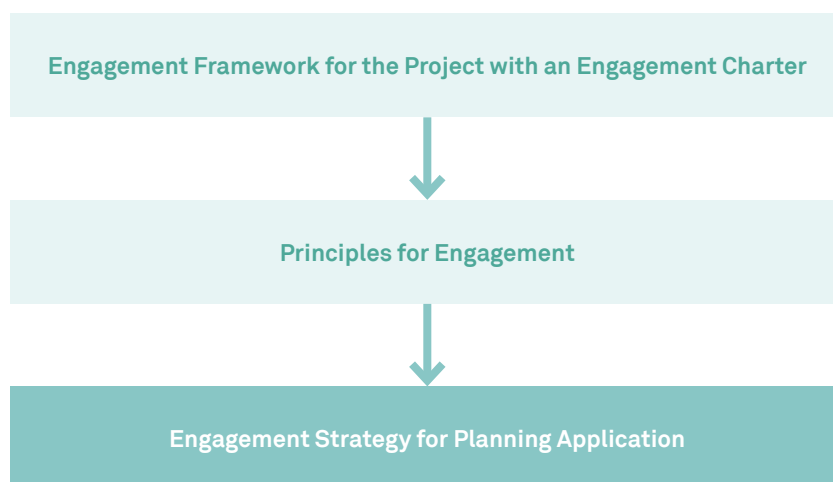 Engagement Framework for the Project with an Engagement Charter
Principles for Engagement
Engagement Strategy for Planning Application